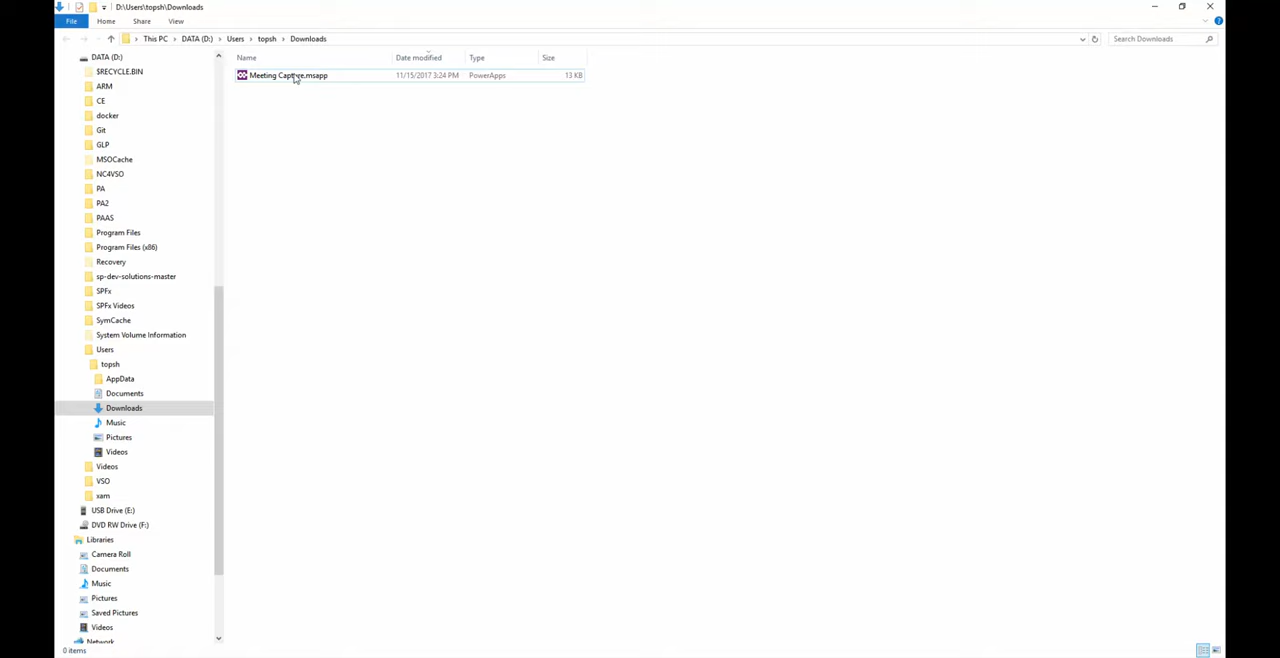 D:\Users\topsh\Downloads
File Home Share View
This PC DATA (D:) Users topsh Downloads
Search Downloads
Name Date modified Type Size
Meeting Capture.msapp 11/15/2017 3:24 PM PowerApps 13 KB
DATA (D:)
$RECYCLE.BIN
ARM
CE
docker
Git
GLP
MSOCache
NC4VSO
PA
PA2
PAAS
Program Files
Program Files (x86)
Recovery
sp-dev-solutions-master
SPFx
SPFx Videos
SymCache
System Volume Information
Users
topsh
AppData
Documents
Downloads
Music
Pictures
Videos
Videos
VSO
xam
USB Drive (E:)
DVD RW Drive (F:)
Libraries
Camera Roll
Documents
Music
Pictures
Saved Pictures
Videos
Network
0 items